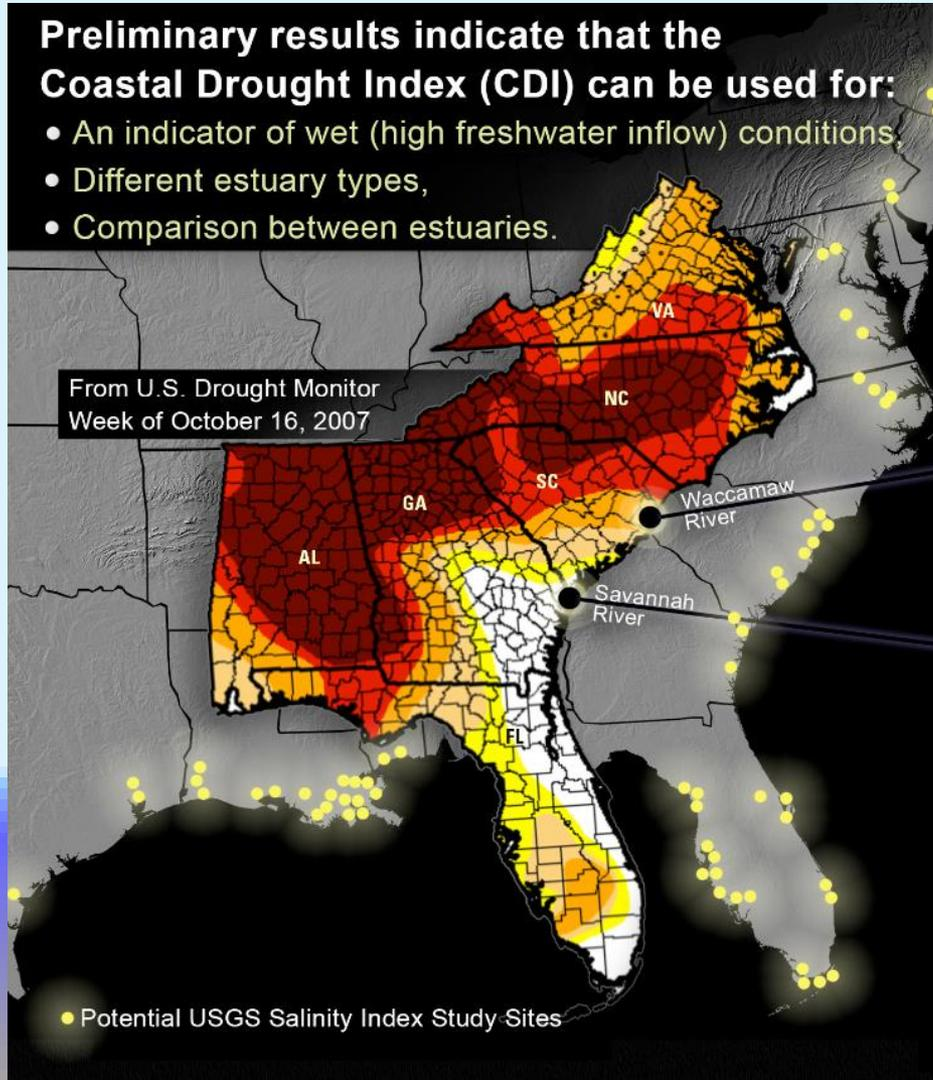 Preliminary results indicate that the
Coastal Drought Index (CDI) can be used for:
• An indicator of wet (high freshwater inflow) conditions,
• Different estuary types,
• Comparison between estuaries.
VA
From U.S. Drought Monitor
Week of October 16, 2007
NC
SC
GA
Waccamaw
River
AL
Savannah
River
FL
• Potential USGS Salinity Index Study Sites